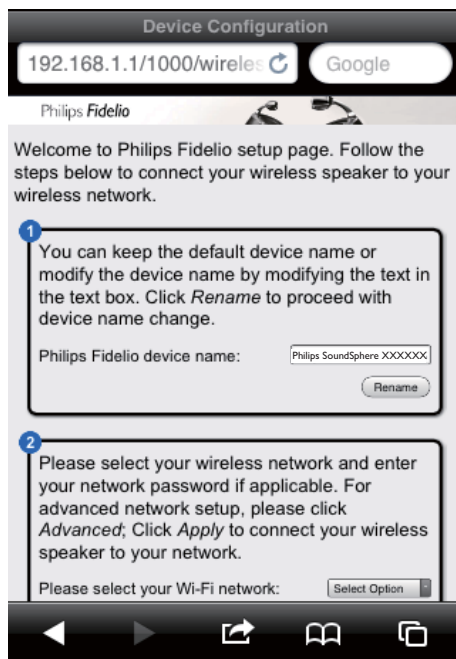 Device Configuration
192.168.1.1/1000/wireles
Google
Philips Fidelio
Welcome to Philips Fidelio setup page. Follow the
steps below to connect your wireless speaker to your
wireless network.
1
You can keep the default device name or
modify the device name by modifying the text in
the text box. Click Rename to proceed with
device name change.
Philips Fidelio device name:
Philips SoundSphere XXXXXX
Rename
2
Please select your wireless network and enter
your network password if applicable. For
advanced network setup, please click
Advanced; Click Apply to connect your wireless
speaker to your network.
Please select your Wi-Fi network:
Select Option